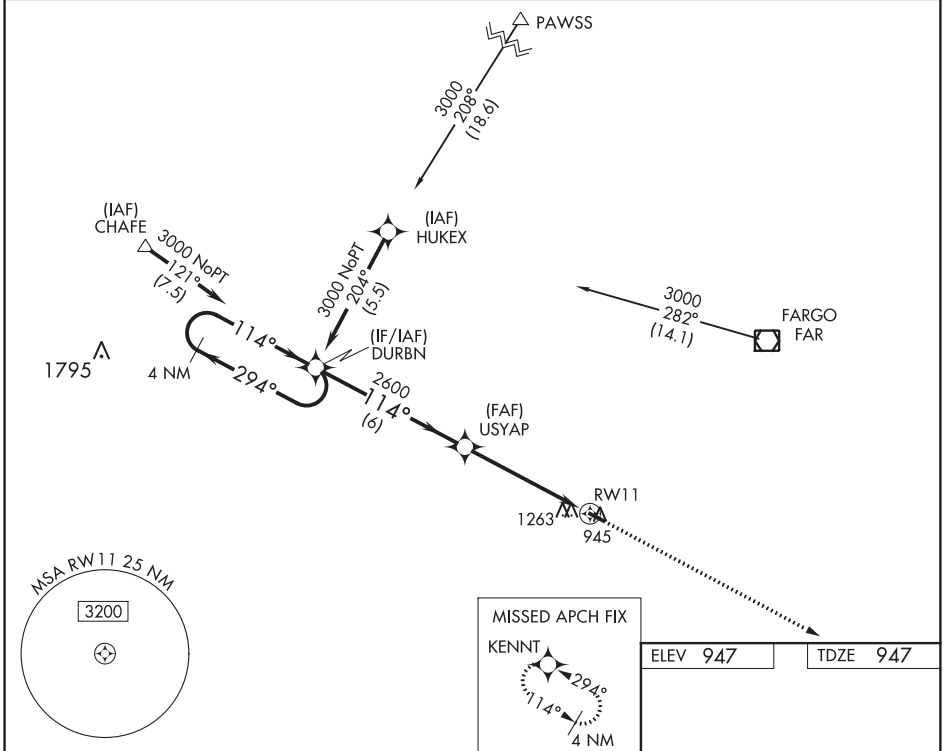 PAWSS
3000
208°
(18.6)
(IAF)
CHAFE
3000 NoPT
121°
(7.5)
(IAF)
HUKEX
3000 NoPT
204°
(5.5)
3000
282°
(14.1)
FARGO
FAR
1795
4 NM
114°
294°
(IF/IAF)
DURBN
2600
114°
(6)
(FAF)
USYAP
RW11
1263
945
MSA RW11 25 NM
3200
MISSED APCH FIX
KENNT
294°
114°
4 NM
ELEV 947
TDZE 947